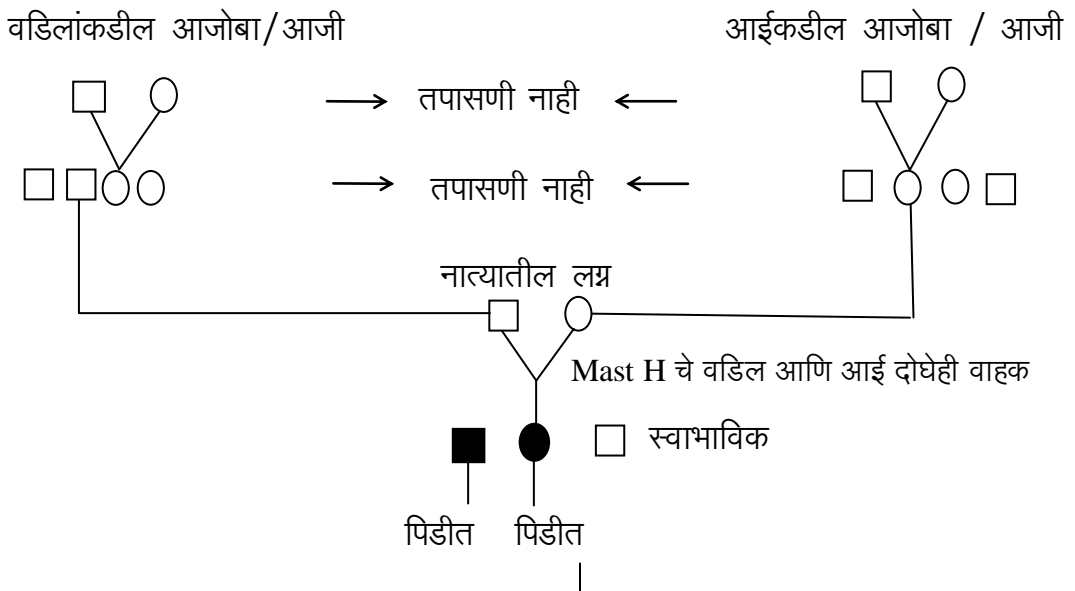 वडिलांकडील आजोबा/आजी
आईकडील आजोबा / आजी
तपासणी नाही
तपासणी नाही
नात्यातील लग्न
Mast H चे वडिल आणि आई दोघेही वाहक
स्वाभाविक
पिडीत पिडीत